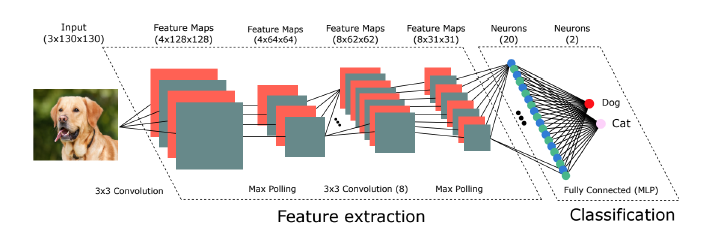 Input
(3x130x130)
Feature Maps
(4x128x128)
Feature Maps
(4x64x64)
Feature Maps
(8x62x62)
Feature Maps
(8x31x31)
Neurons
(20)
Neurons
(2)
Dog
Cat
3x3 Convolution
Max Polling
3x3 Convolution (8)
Max Polling
Fully Connected (MLP)
Feature extraction
Classification